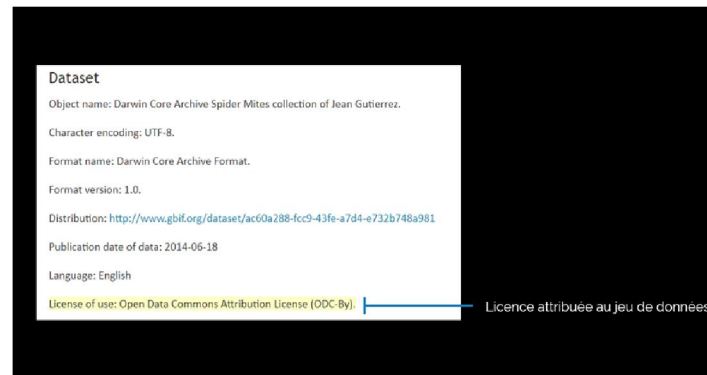 Dataset
Object name: Darwin Core Archive Spider Mites collection of Jean Gutierrez.
Character encoding: UTF-8.
Format name: Darwin Core Archive Format.
Format version: 1.0.
Distribution: http://www.gbif.org/dataset/ac60a288-fcc9-43fe-a7d4-e732b748a981
Publication date of data: 2014-06-18
Language: English
License of use: Open Data Commons Attribution License (ODC-By).
Licence attribuée au jeu de données